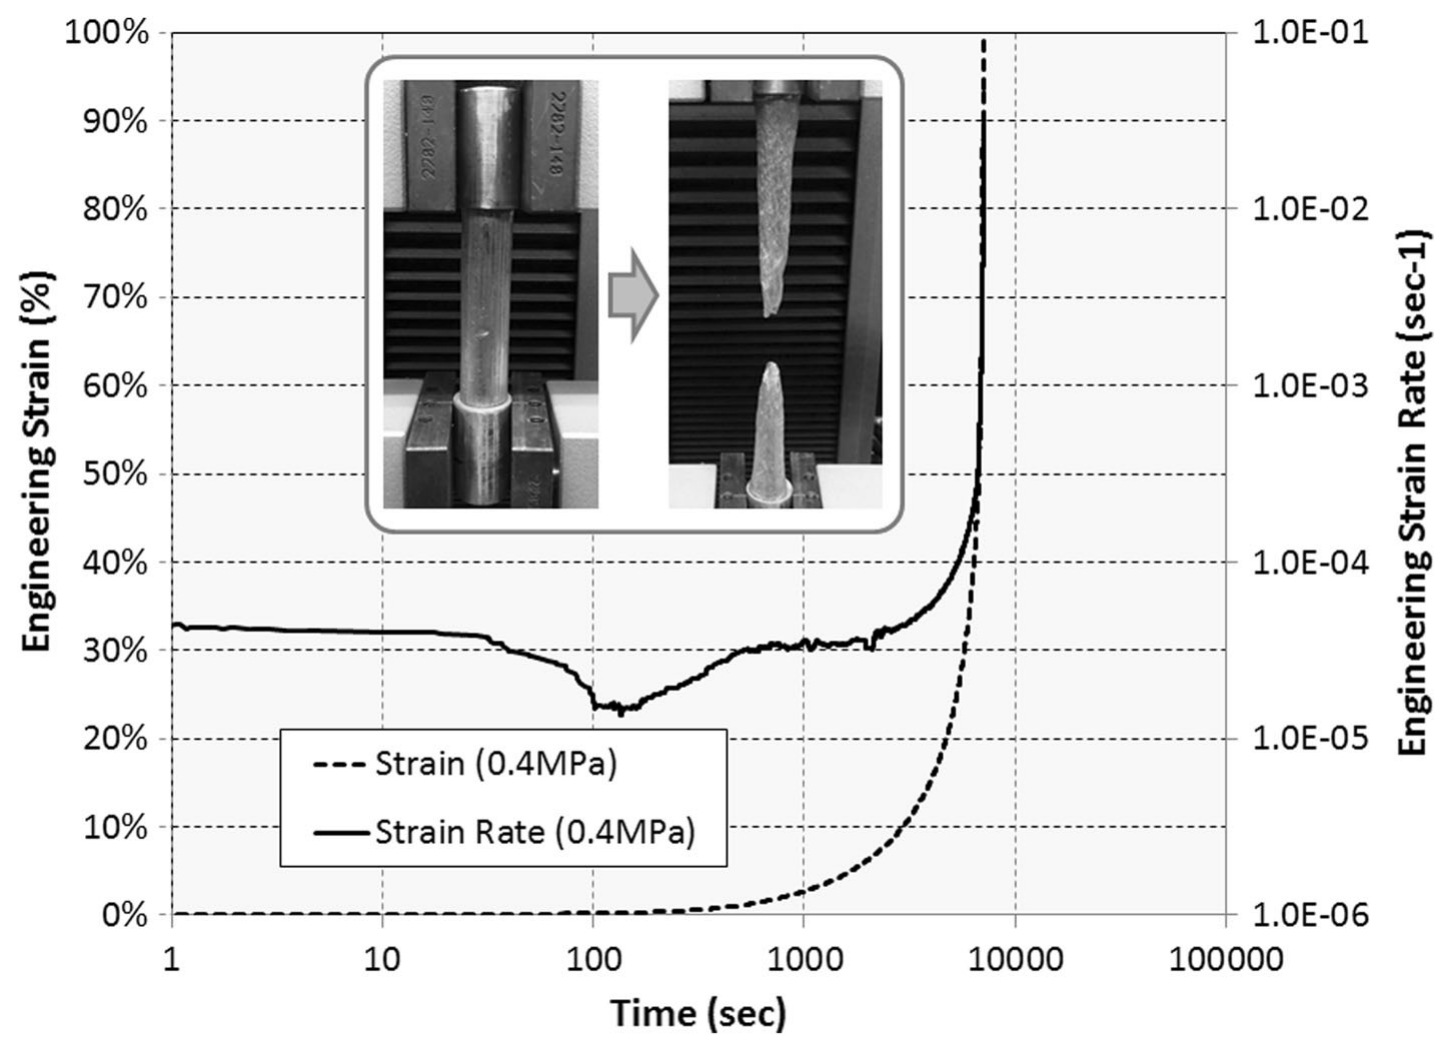 100%
90%
80%
70%
60%
50%
40%
30%
20%
10%
0%
Engineering Strain (%)
2282-140
2282-140
Strain (0.4MPa)
Strain Rate (0.4MPa)
1.0E-01
1.0E-02
1.0E-03
1.0E-04
1.0E-05
1.0E-06
Engineering Strain Rate (sec-1)
1
10
100
1000
10000
100000
Time (sec)